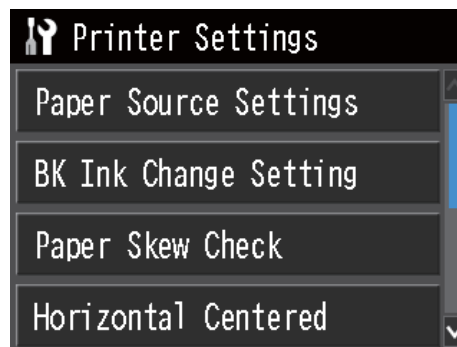 Printer Settings
Paper Source Settings
BK Ink Change Setting
Paper Skew Check
Horizontal Centered